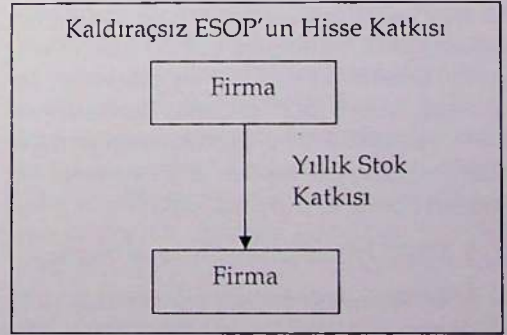 Kaldıraçsız ESOP'un Hisse Katkısı
Firma
Yıllık Stok
Katkısı
Firma